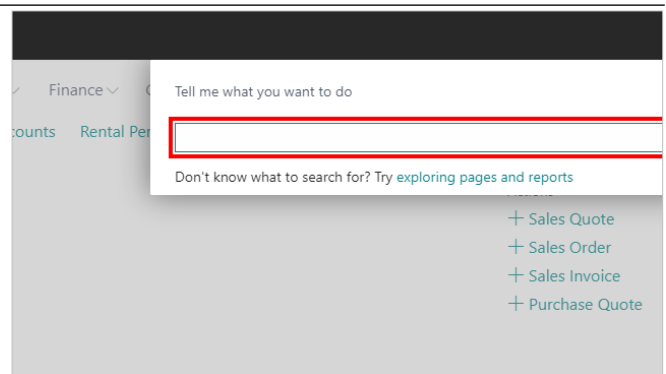 Finance
Tell me what you want to do
Rental Per
Don't know what to search for? Try exploring pages and reports
+ Sales Quote
+ Sales Order
+ Sales Invoice
+ Purchase Quote